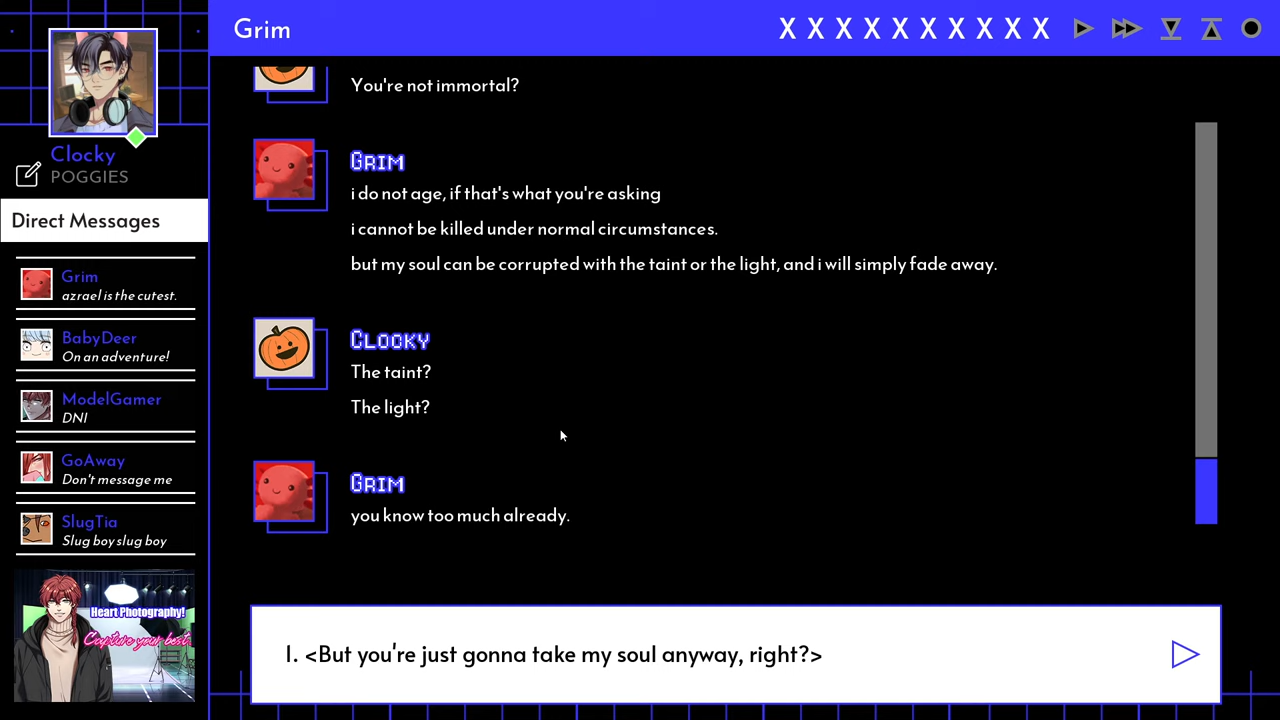 Grim
X X X X X X X X X X
Clocky
POGGIES
Direct Messages
Grim
azrael is the cutest.
BabyDeer
On an adventure!
ModelGamer
DNI
GoAway
Don't message me
SlugTia
Slug boy slug boy
Heart Photography!
Capture your best.
You're not immortal?
Grim
i do not age, if that's what you're asking
i cannot be killed under normal circumstances.
but my soul can be corrupted with the taint or the light, and i will simply fade away.
Clocky
The taint?
The light?
Grim
you know too much already.
1. <But you're just gonna take my soul anyway, right?>